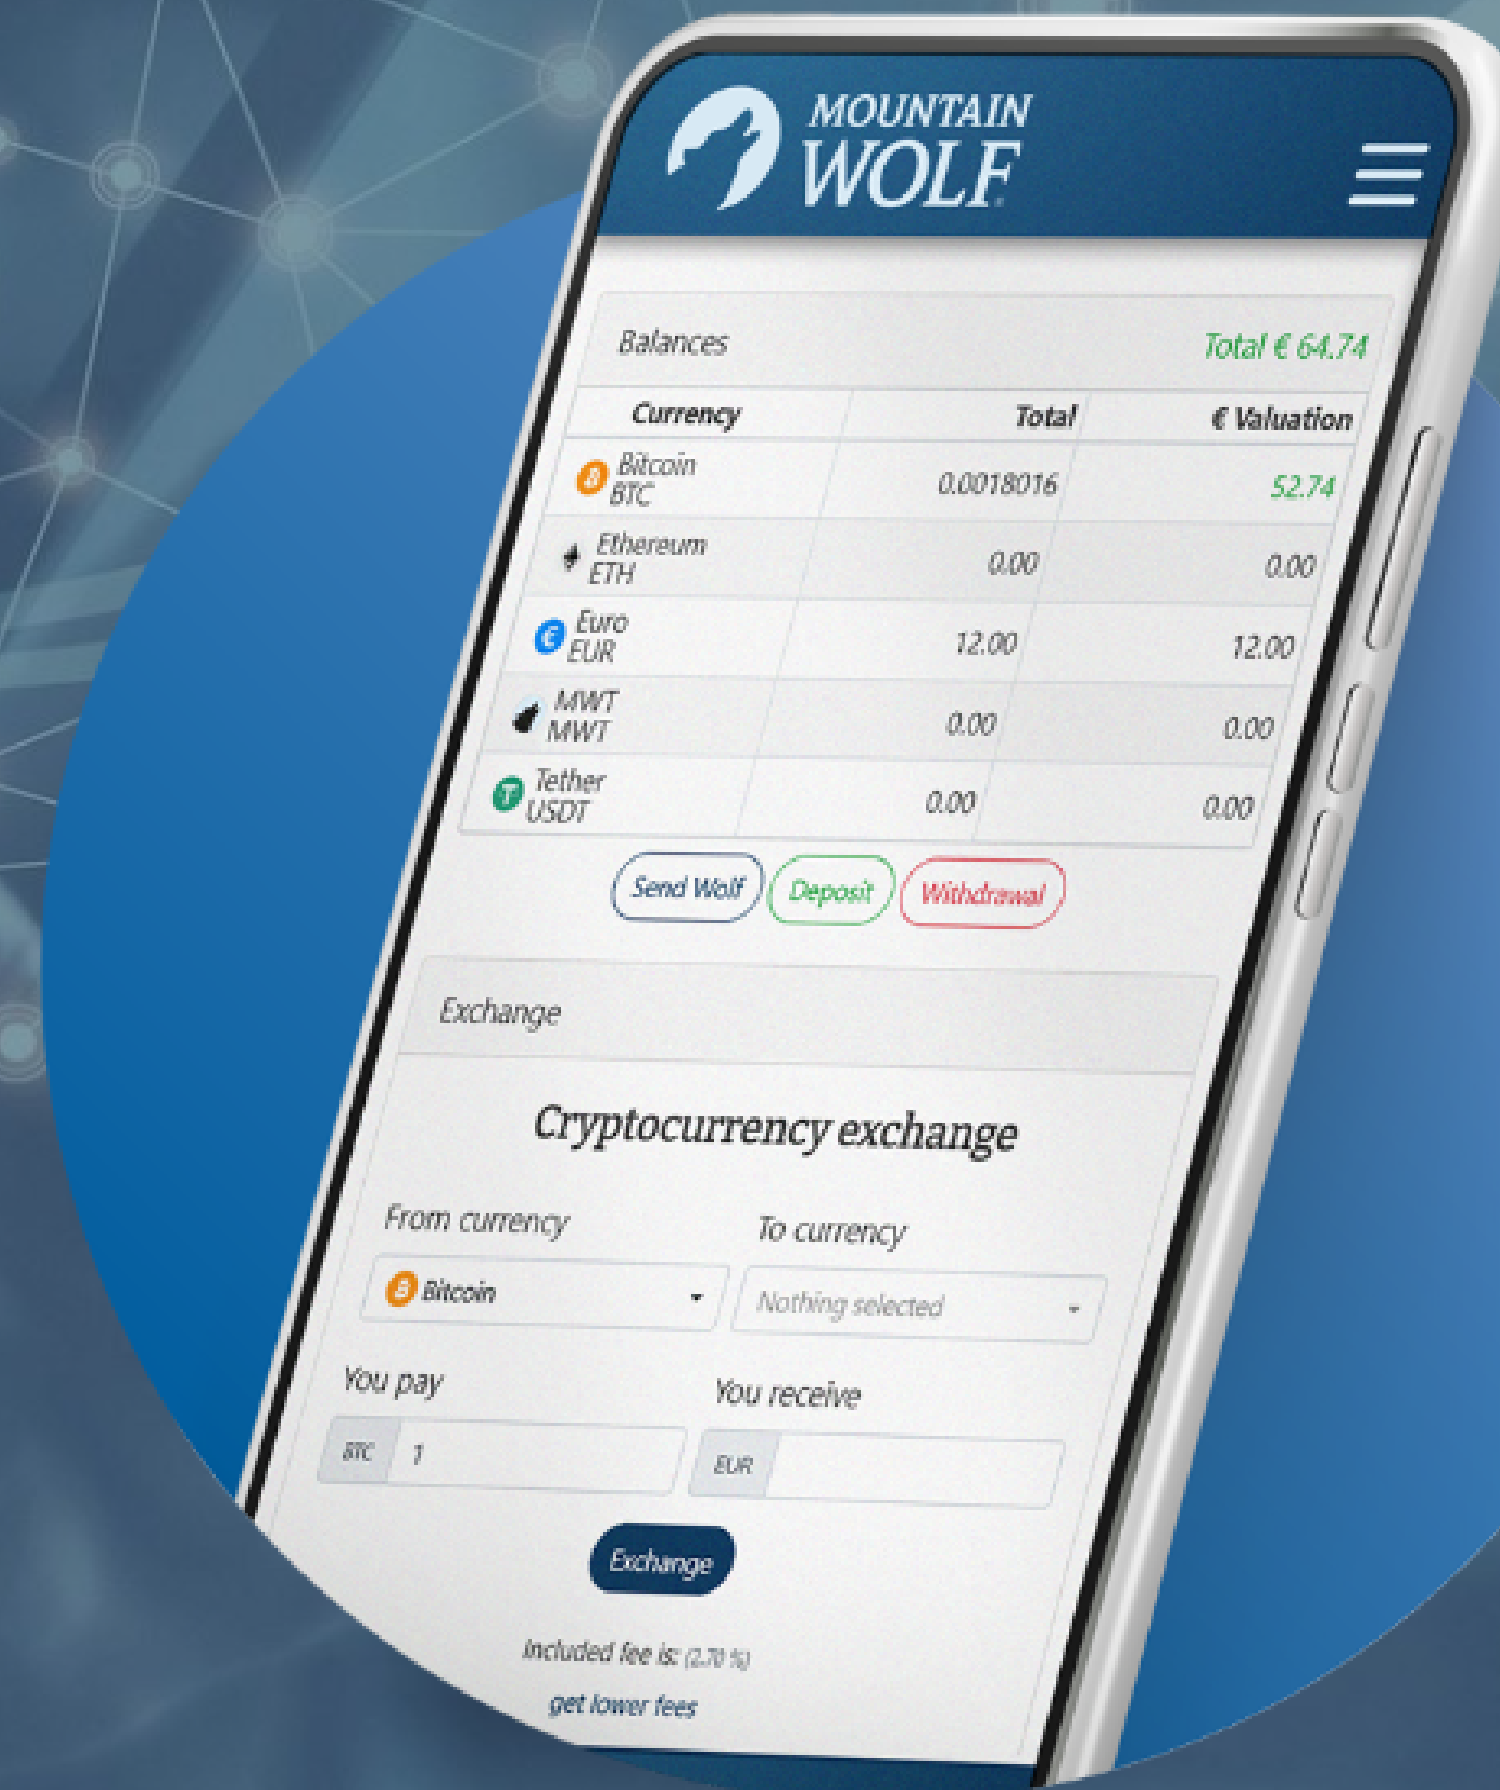 MOUNTAIN
WOLF
Balances Total € 64.74
Currency Total € Valuation
Bitcoin
BTC 0.0018016 52.74
Ethereum
ETH 0.00 0.00
Euro
EUR 12.00 12.00
MWT
MWT 0.00 0.00
Tether
USDT 0.00 0.00
Send Wolf Deposit Withdrawal
Exchange
Cryptocurrency exchange
From currency To currency
Bitcoin Nothing selected
You pay You receive
BTC 1 EUR
Exchange
Included fee is: (2.70 %)
get lower fees